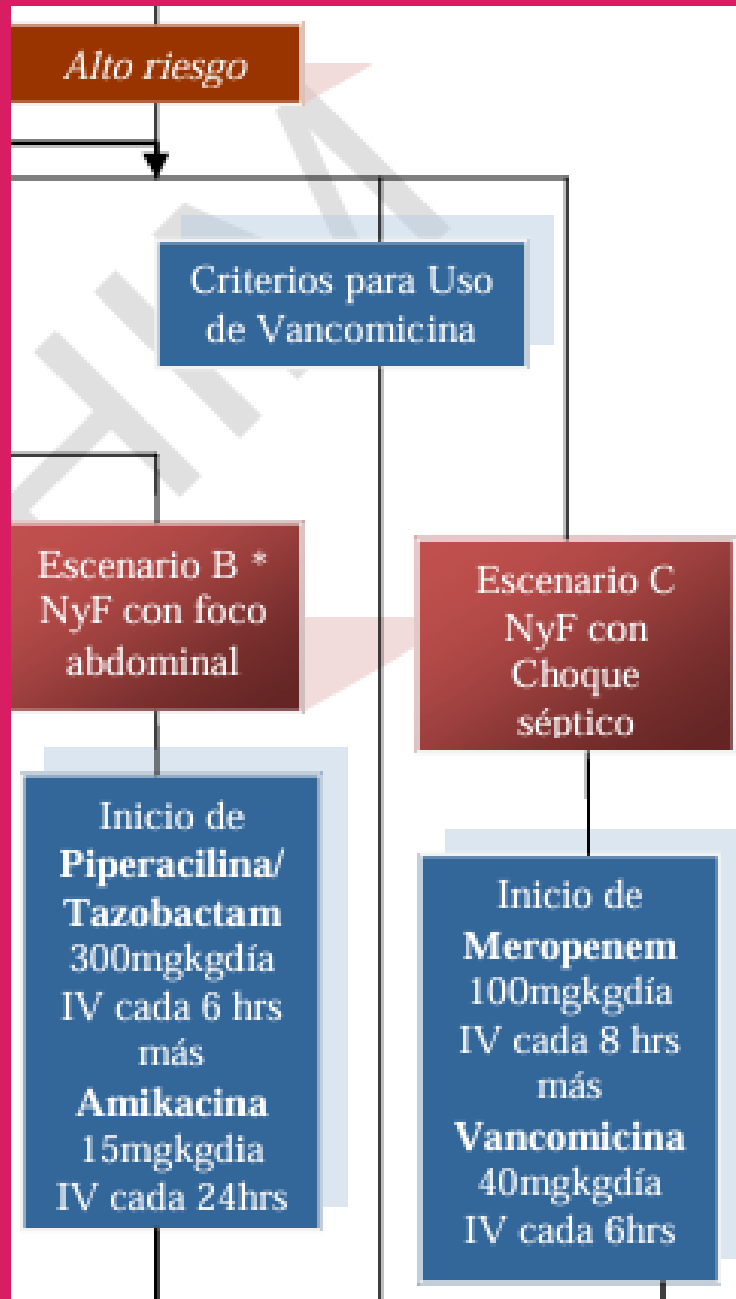 Alto riesgo
Criterios para Uso
de Vancomicina
Escenario B *
NyF con foco
abdominal
Escenario C
NyF con
Choque
séptico
Inicio de
Piperacilina/
Tazobactam
300mgkgdía
IV cada 6 hrs
más
Amikacina
15mgkgdia
IV cada 24hrs
Inicio de
Meropenem
100mgkgdía
IV cada 8 hrs
más
Vancomicina
40mgkgdía
IV cada 6hrs